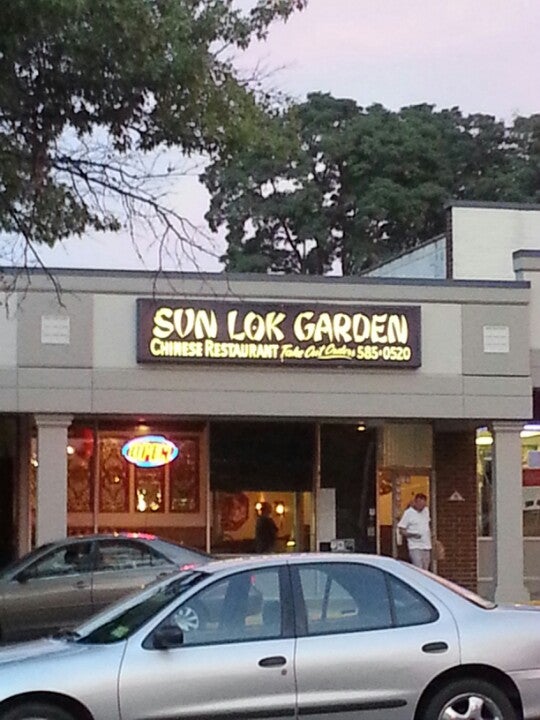 SUN LOK GARDEN
CHINESE RESTAURANT Take Out Orders 585-0520
OPEN